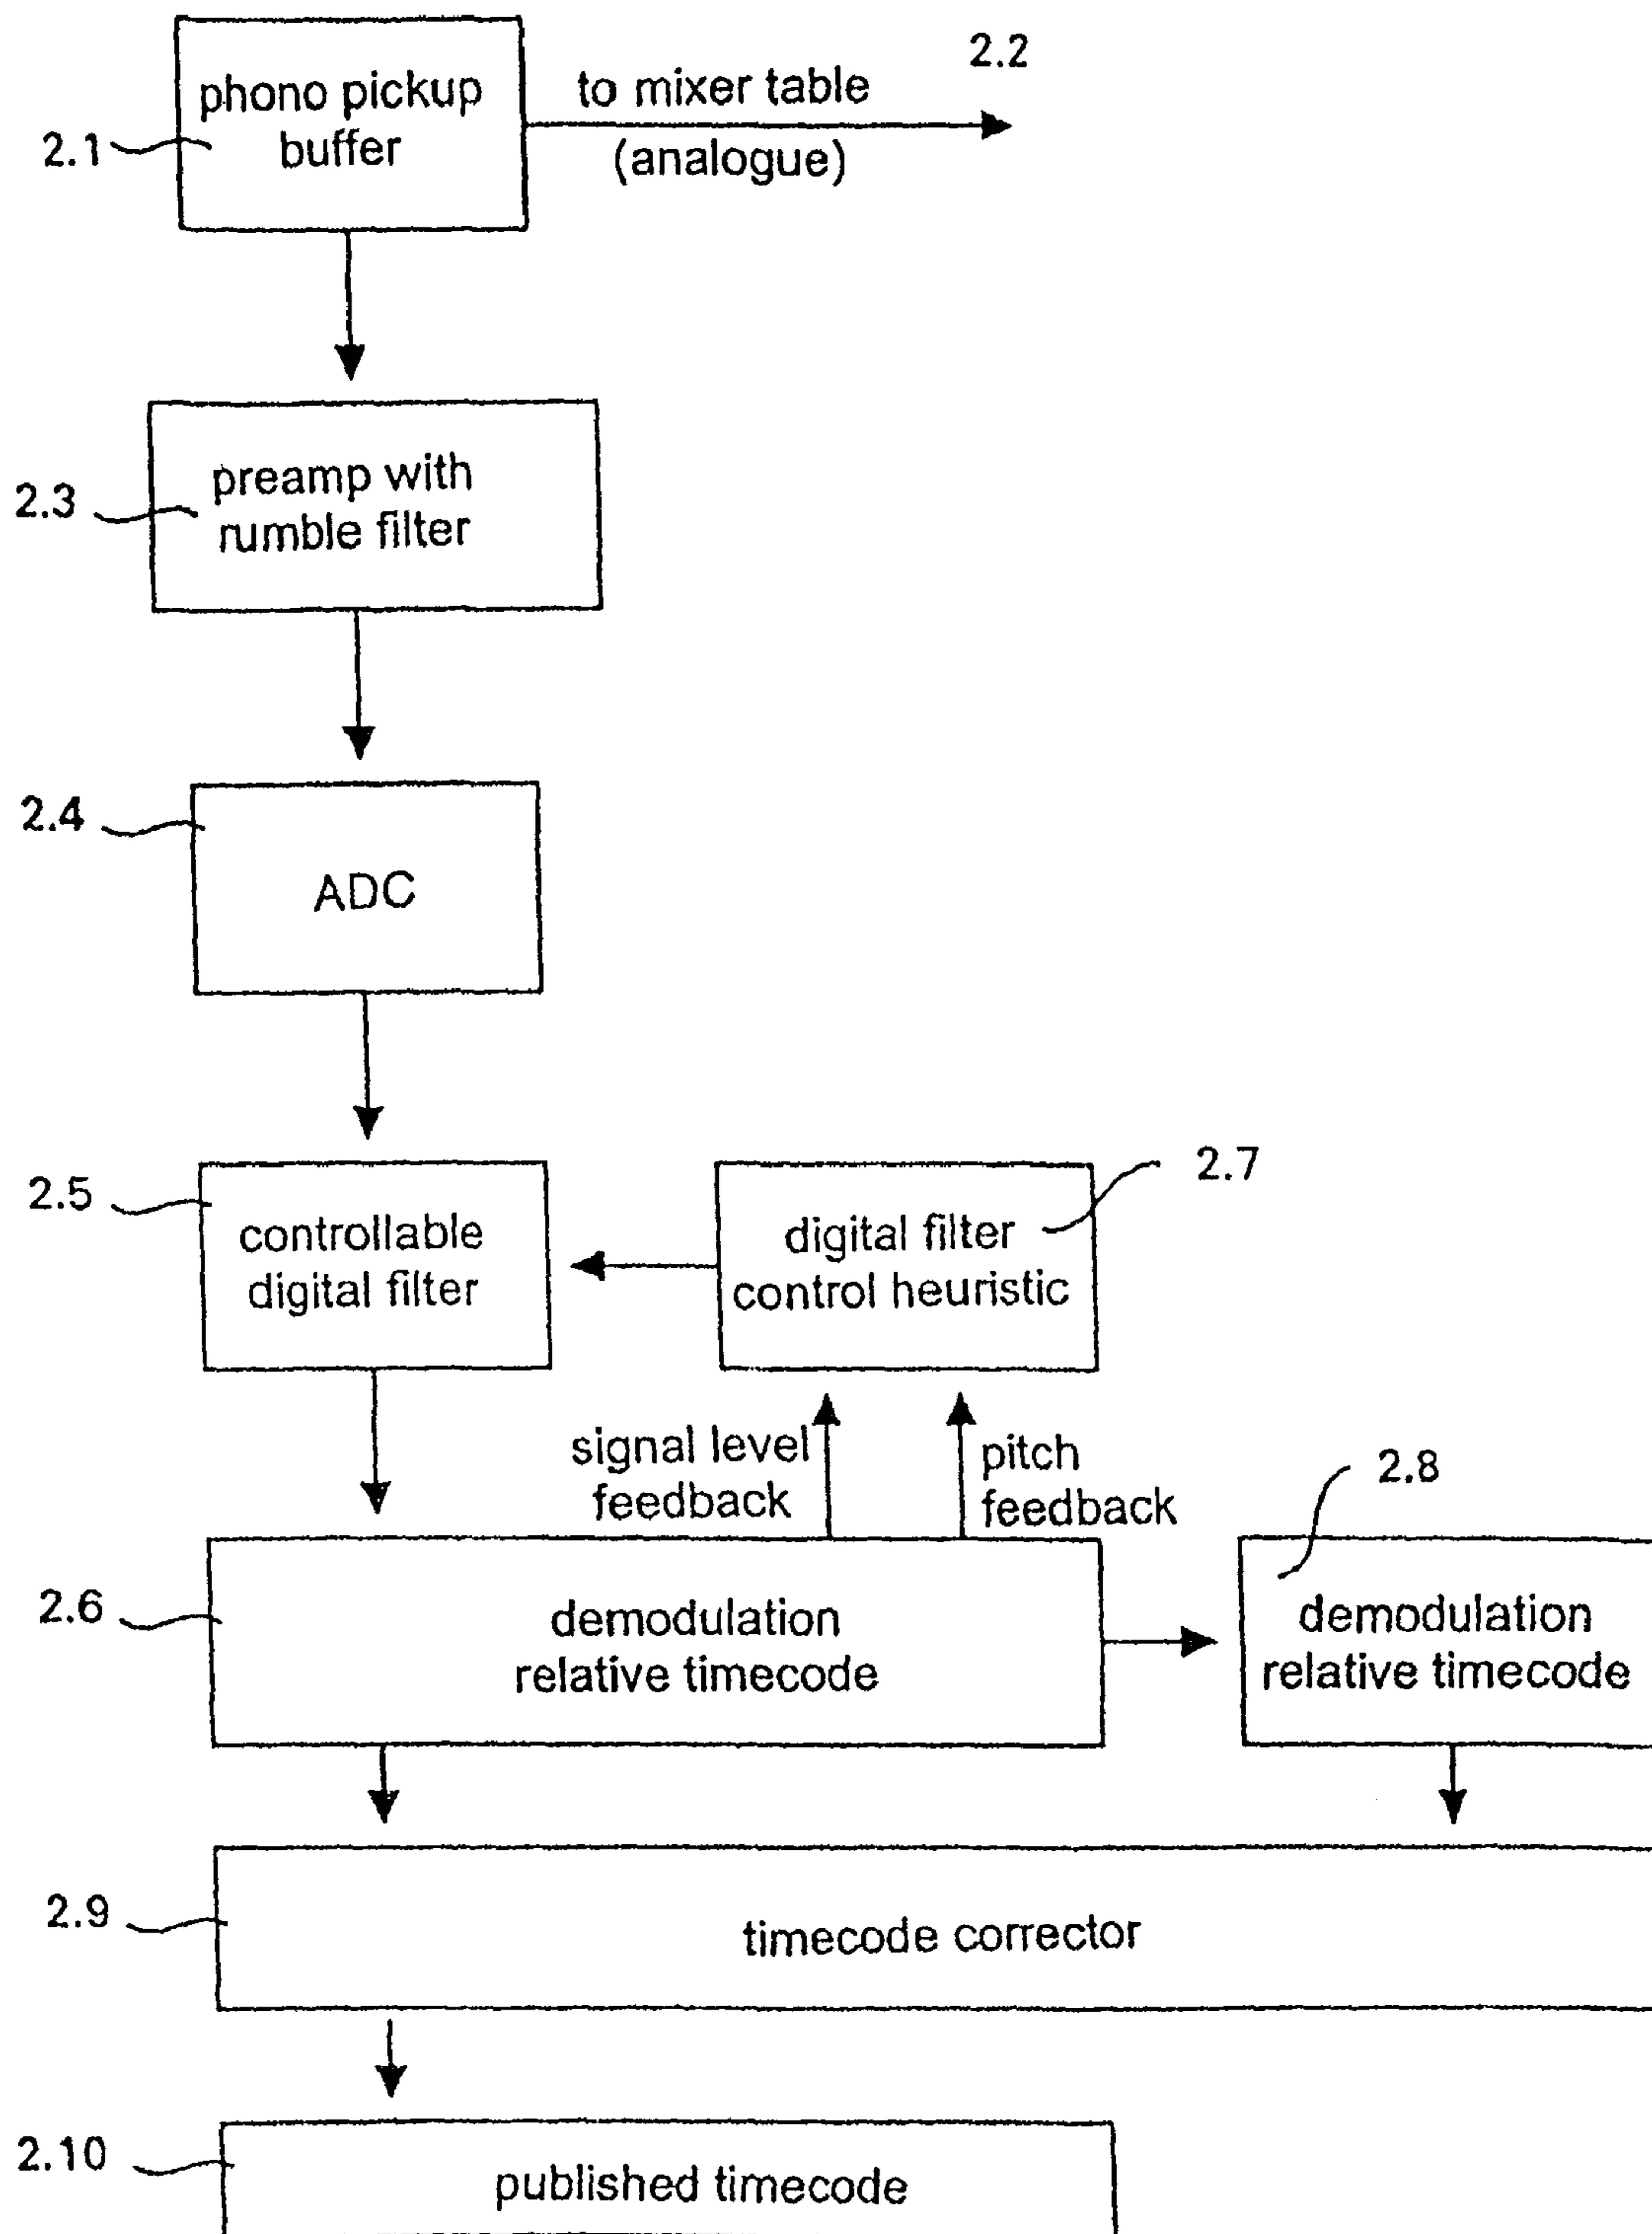 2.2
phono pickup
buffer
to mixer table
(analogue)
2.1
preamp with
rumble filter
2.3
2.4
ADC
2.5
controllable
digital filter
2.7
digital filter
control heuristic
signal level
feedback
pitch
feedback
2.8
2.6
demodulation
relative timecode
demodulation
relative timecode
2.9
timecode corrector
2.10
published timecode